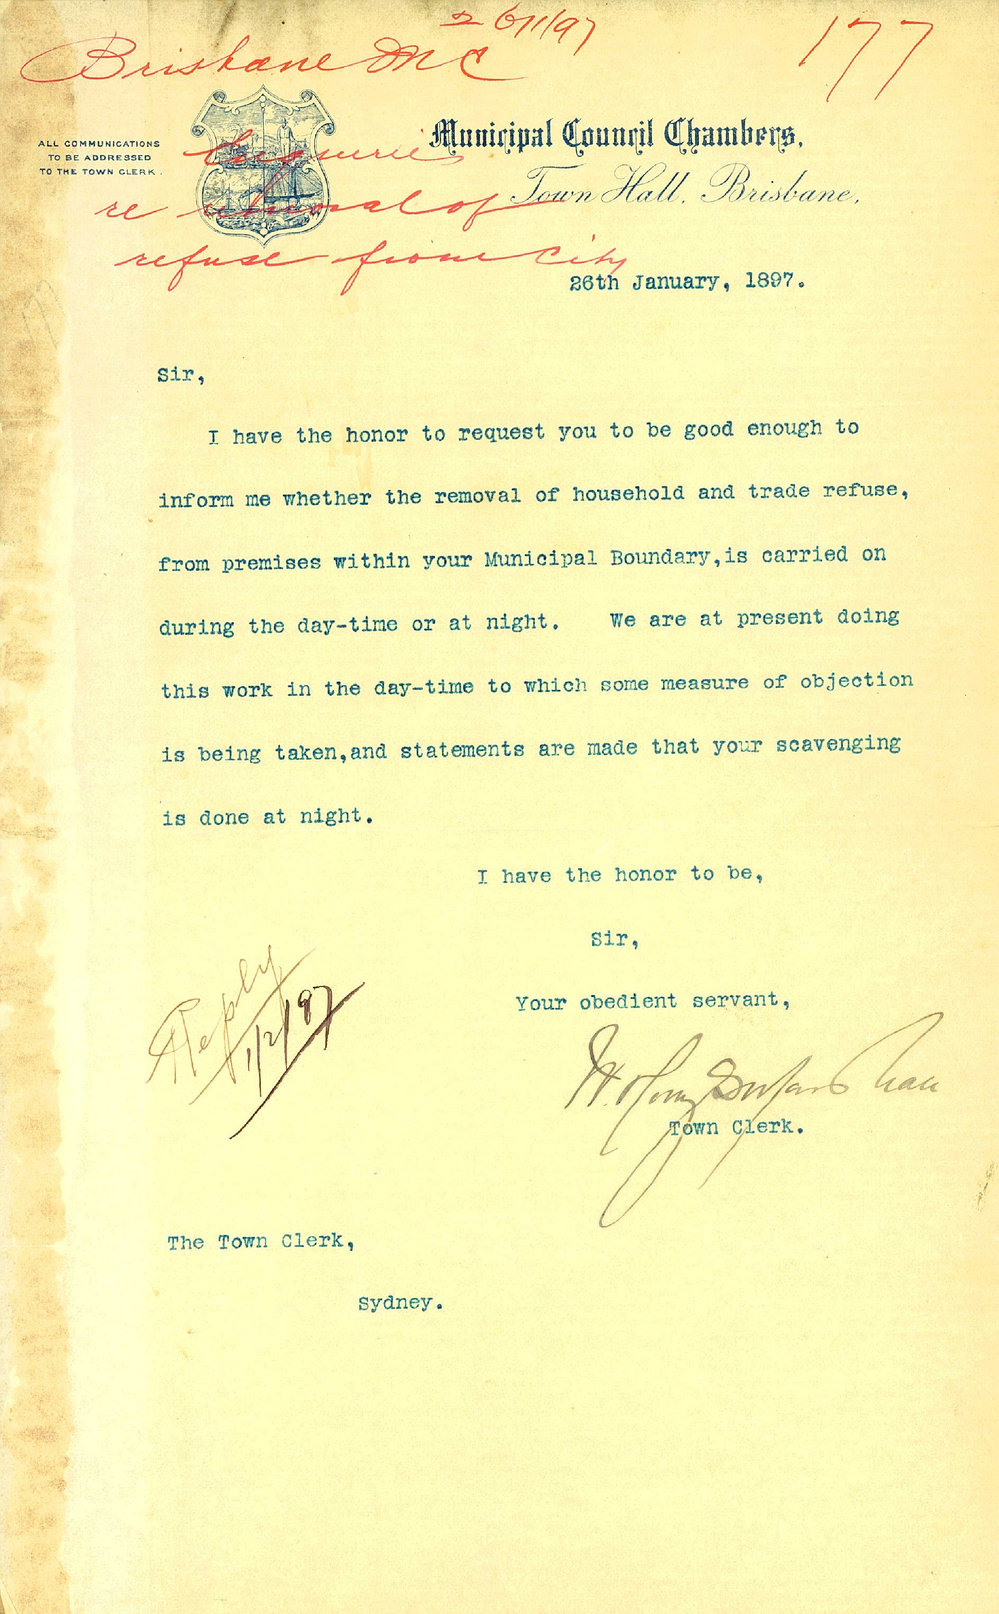 26/1/97
177
Brisbane MC
Enquiries
re removal of
refuse from City
ALL COMMUNICATIONS
TO BE ADDRESSED
TO THE TOWN CLERK.
Municipal Council Chambers,
Town Hall, Brisbane,
26th January, 1897.
Sir,
I have the honor to request you to be good enough to
inform me whether the removal of household and trade refuse,
from premises within your Municipal Boundary,is carried on
during the day-time or at night. We are at present doing
this work in the day-time to which some measure of objection
is being taken,and statements are made that your scavenging
is done at night.
I have the honor to be,
Sir,
Your obedient servant,
Town Clerk.
Reply
1/2/97
The Town Clerk,
Sydney.